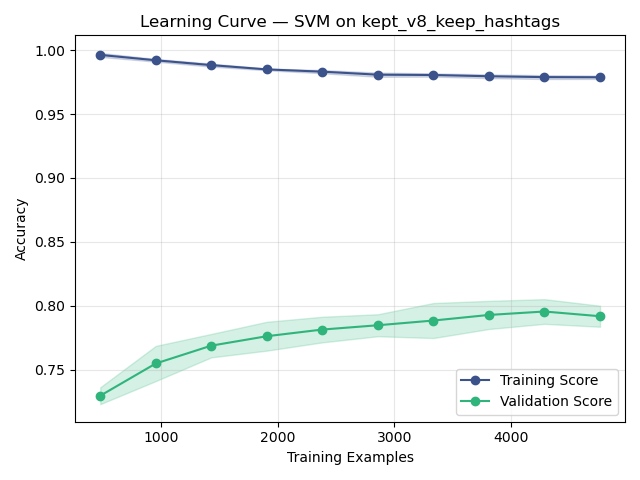 Learning Curve — SVM on kept_v8_keep_hashtags
1.00
0.95
0.90
0.85
0.80
0.75
Accuracy
1000
2000
3000
4000
Training Examples
Training Score
Validation Score